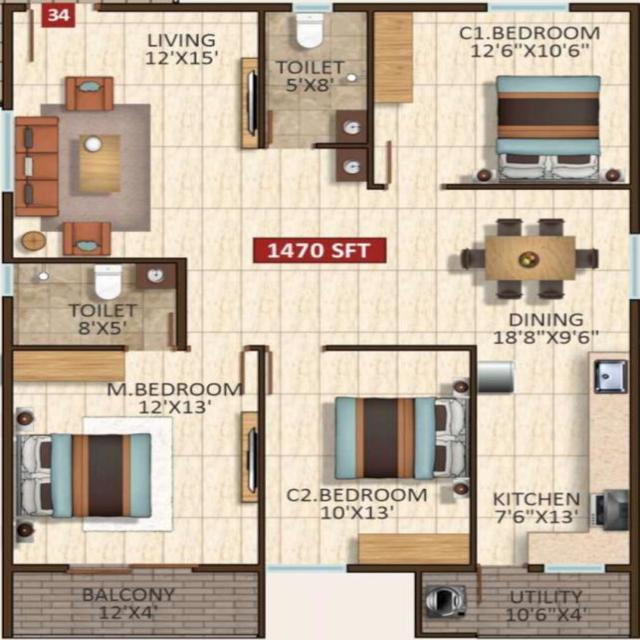 34
LIVING
12'X15'
TOILET
5'X8'
C1.BEDROOM
12'6"X10'6"
1470 SFT
TOILET
8'X5'
DINING
18'8"X9'6"
M.BEDROOM
12'X13'
C2.BEDROOM
10'X13'
KITCHEN
7'6"X13'
BALCONY
12'X4'
UTILITY
10'6"X4'